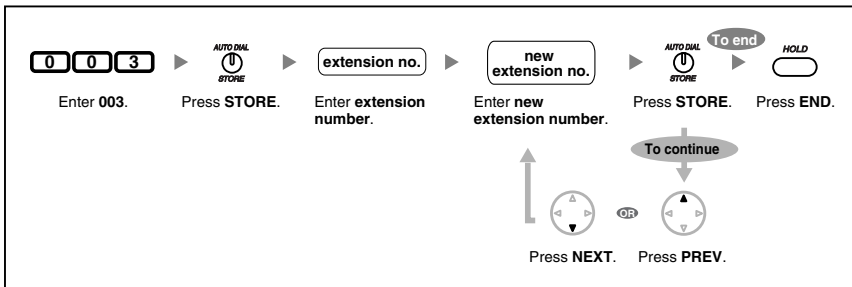 0 0 3
Enter 003.
AUTO DIAL
STORE
Press STORE.
extension no.
Enter extension
number.
new
extension no.
Enter new
extension number.
AUTO DIAL
STORE
Press STORE.
To end
HOLD
Press END.
To continue
OR
Press NEXT.
Press PREV.